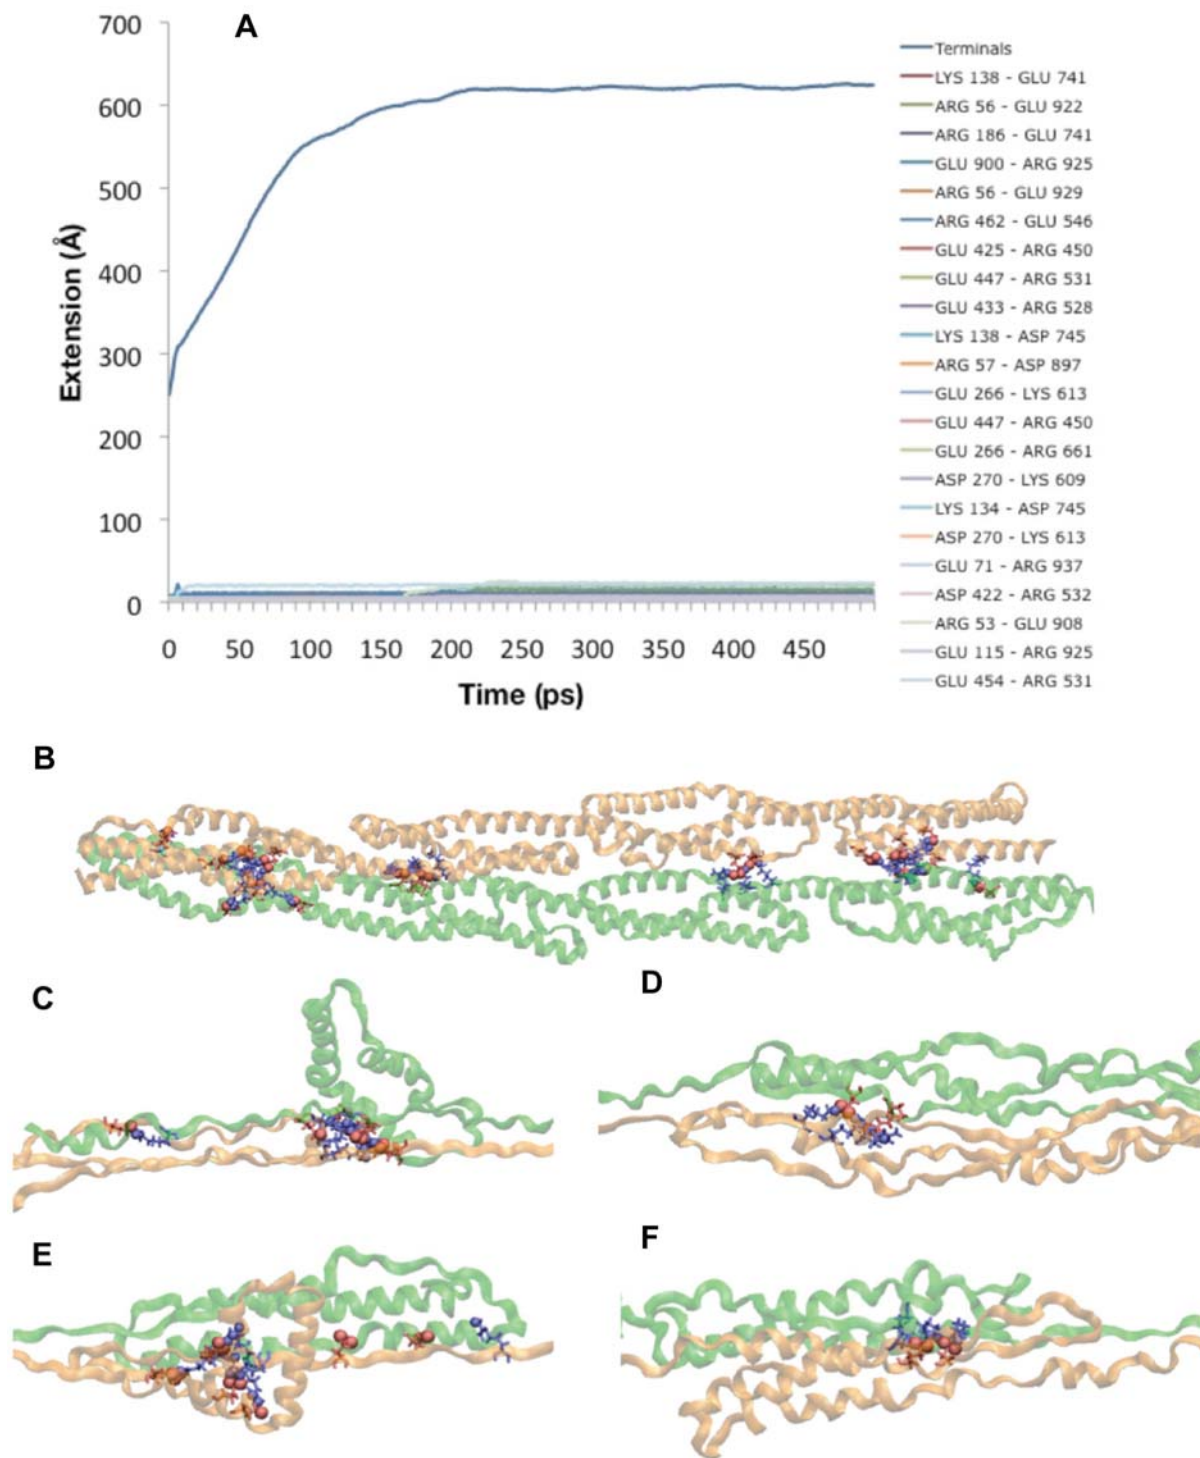 A
700
600
500
400
300
200
100
0
Extension (Å)
0 50 100 150 200 250 300 350 400 450
Time (ps)
Terminals
LYS 138 - GLU 741
ARG 56 - GLU 922
ARG 186 - GLU 741
GLU 900 - ARG 925
ARG 56 - GLU 929
ARG 462 - GLU 546
GLU 425 - ARG 450
GLU 447 - ARG 531
GLU 433 - ARG 528
LYS 138 - ASP 745
ARG 57 - ASP 897
GLU 266 - LYS 613
GLU 447 - ARG 450
GLU 266 - ARG 661
ASP 270 - LYS 609
LYS 134 - ASP 745
ASP 270 - LYS 613
GLU 71 - ARG 937
ASP 422 - ARG 532
ARG 53 - GLU 908
GLU 115 - ARG 925
GLU 454 - ARG 531
B
C
D
E
F